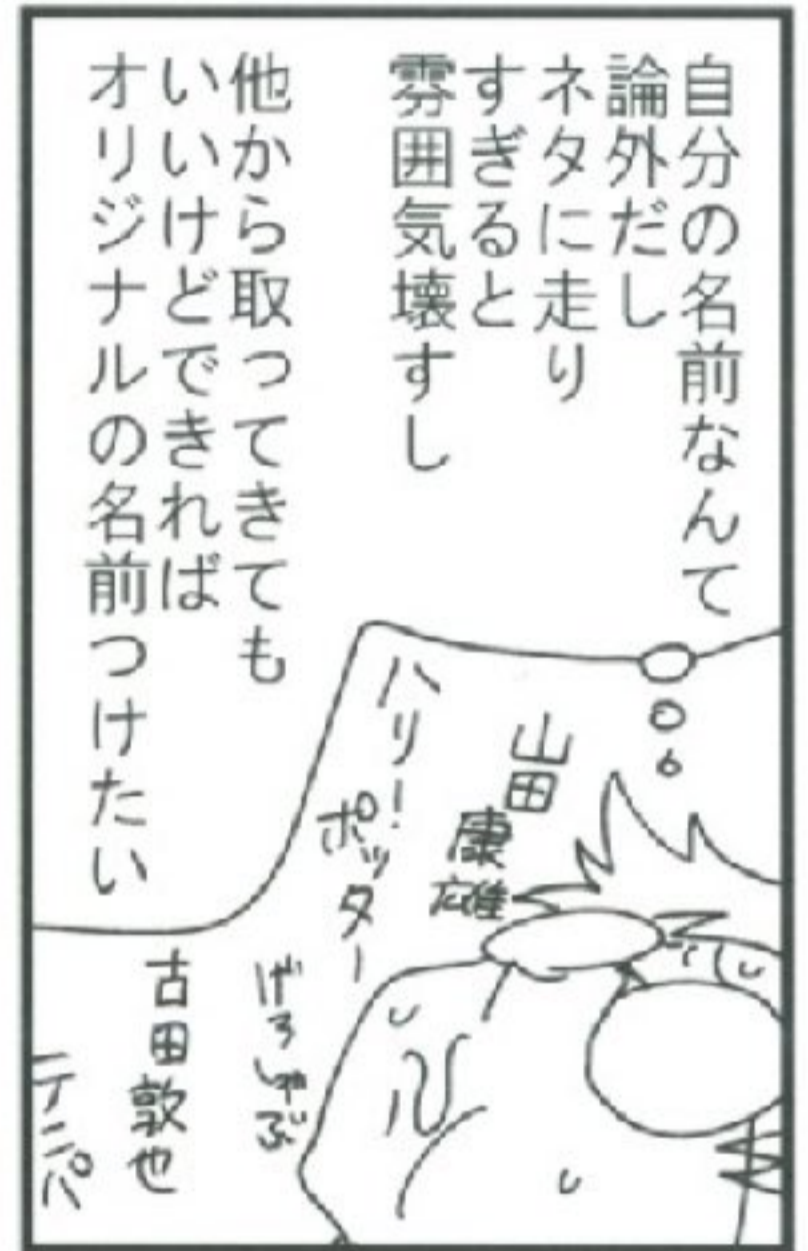 自分の名前なんて
論外だし
ネタに走り
すぎると
雰囲気壊すし
他から取ってきても
いいけどできれば
オリジナルの名前つけたい
山田
康雄
ハリー
ポッター
げろしゃぶ
古田敦也
テンパ